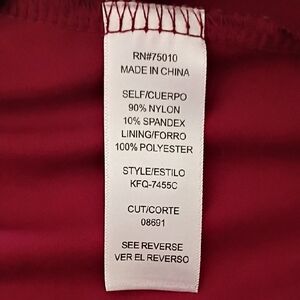 RN#75010
MADE IN CHINA
SELF/CUERPO
90% NYLON
10% SPANDEX
LINING/FORRO
100% POLYESTER
STYLE/ESTILO
KFQ-7455C
CUT/CORTE
08691
SEE REVERSE
VER EL REVERSO